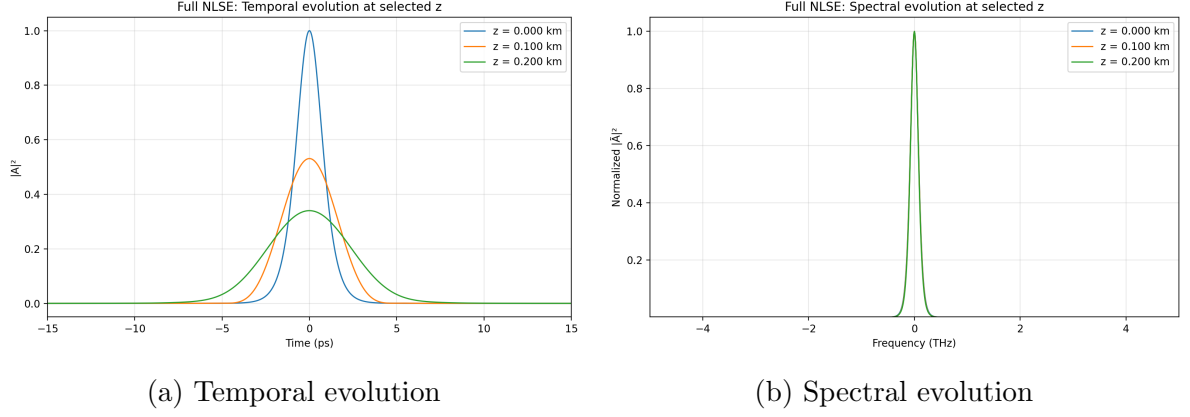 Full NLSE: Temporal evolution at selected z
1.0
0.8
0.6
0.4
0.2
0.0
|A|²
−15
−10
−5
0
5
10
15
Time (ps)
z = 0.000 km
z = 0.100 km
z = 0.200 km
(a) Temporal evolution
Full NLSE: Spectral evolution at selected z
1.0
0.8
0.6
0.4
0.2
Normalized |Ã|²
−4
−2
0
2
4
Frequency (THz)
z = 0.000 km
z = 0.100 km
z = 0.200 km
(b) Spectral evolution